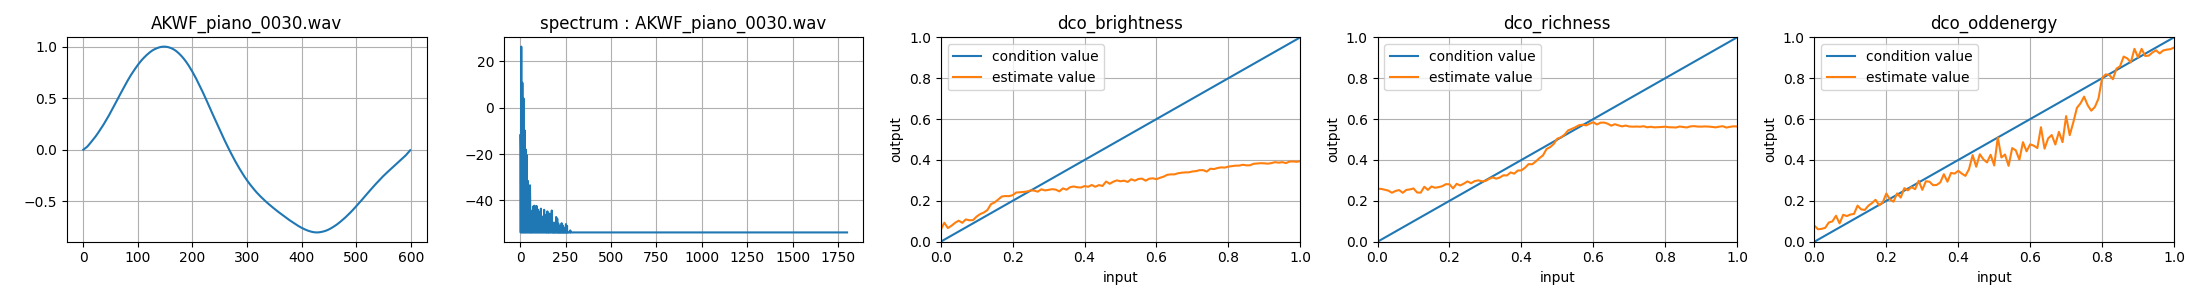 AKWF_piano_0030.wav
1.0
0.5
0.0
−0.5
0 100 200 300 400 500 600
spectrum : AKWF_piano_0030.wav
20
0
−20
−40
0 250 500 750 1000 1250 1500 1750
dco_brightness
condition value
estimate value
output
1.0
0.8
0.6
0.4
0.2
0.0
0.0 0.2 0.4 0.6 0.8 1.0
input
dco_richness
condition value
estimate value
output
1.0
0.8
0.6
0.4
0.2
0.0
0.0 0.2 0.4 0.6 0.8 1.0
input
dco_oddenergy
condition value
estimate value
output
1.0
0.8
0.6
0.4
0.2
0.0
0.0 0.2 0.4 0.6 0.8 1.0
input